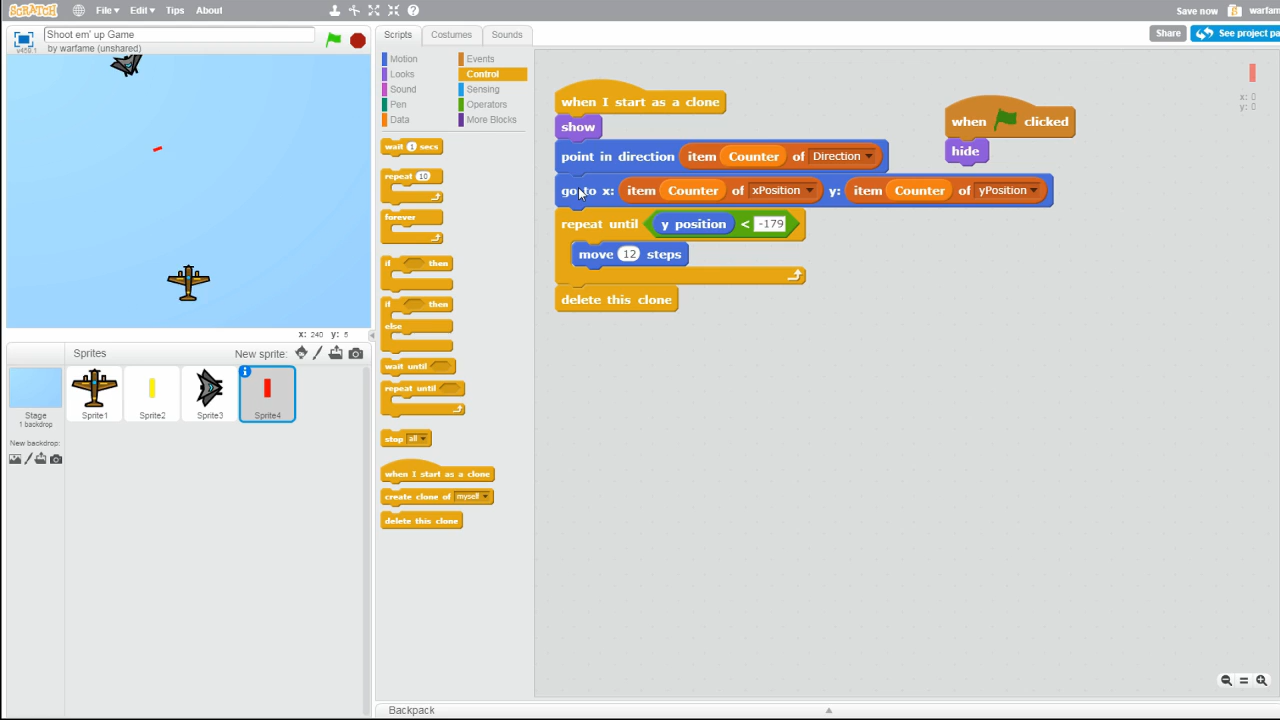 SCRATCH File▼ Edit▼ Tips About Save now warfam
v459.1 Shoot em' up Game
by warfame (unshared)
Scripts Costumes Sounds
Share See project pa
Motion Events
Looks Control
Sound Sensing
Pen Operators
Data More Blocks
wait 1 secs
repeat 10
forever
if then
if then
else
wait until
repeat until
stop all▼
when I start as a clone
create clone of myself▼
delete this clone
when I start as a clone
show
point in direction item Counter of Direction▼
go to x: item Counter of xPosition▼ y: item Counter of yPosition▼
repeat until y position < -179
move 12 steps
delete this clone
when clicked
hide
x: 0
y: 0
x: 240 y: 5
Sprites New sprite:
Stage
1 backdrop
New backdrop:
Sprite1 Sprite2 Sprite3 Sprite4
Backpack